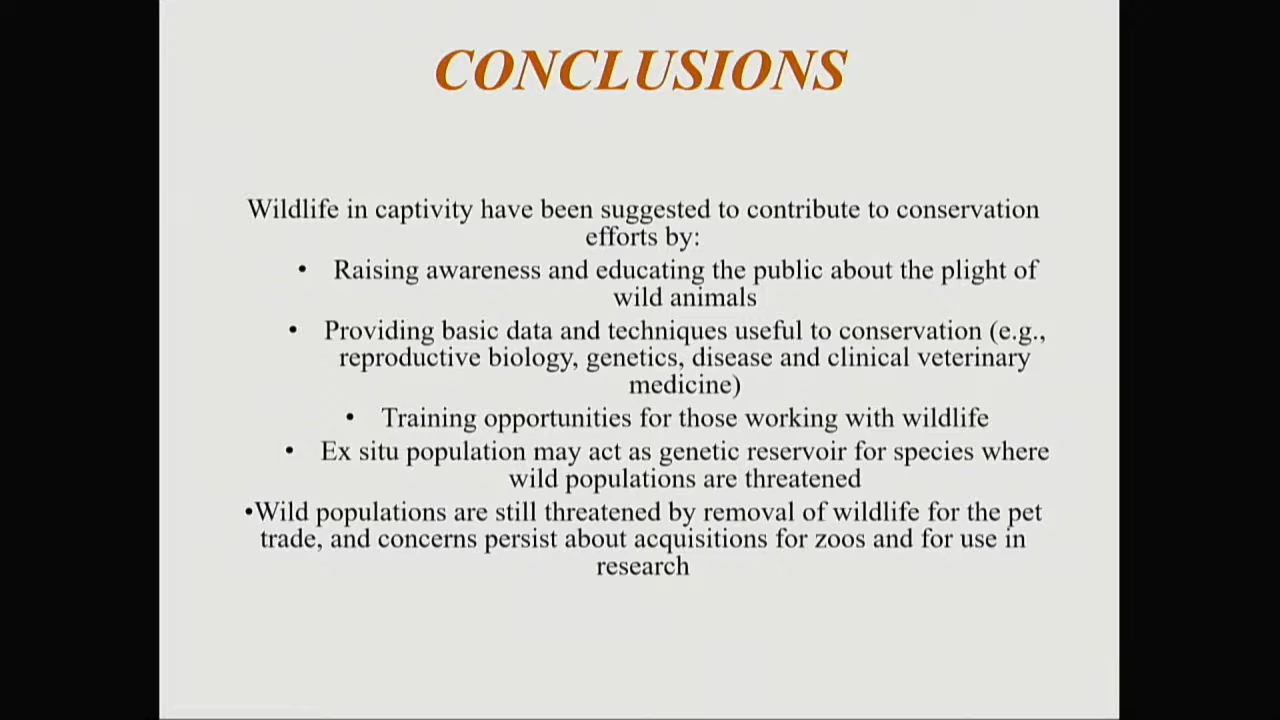 CONCLUSIONS
Wildlife in captivity have been suggested to contribute to conservation
efforts by:
• Raising awareness and educating the public about the plight of
wild animals
• Providing basic data and techniques useful to conservation (e.g.,
reproductive biology, genetics, disease and clinical veterinary
medicine)
• Training opportunities for those working with wildlife
• Ex situ population may act as genetic reservoir for species where
wild populations are threatened
•Wild populations are still threatened by removal of wildlife for the pet
trade, and concerns persist about acquisitions for zoos and for use in
research